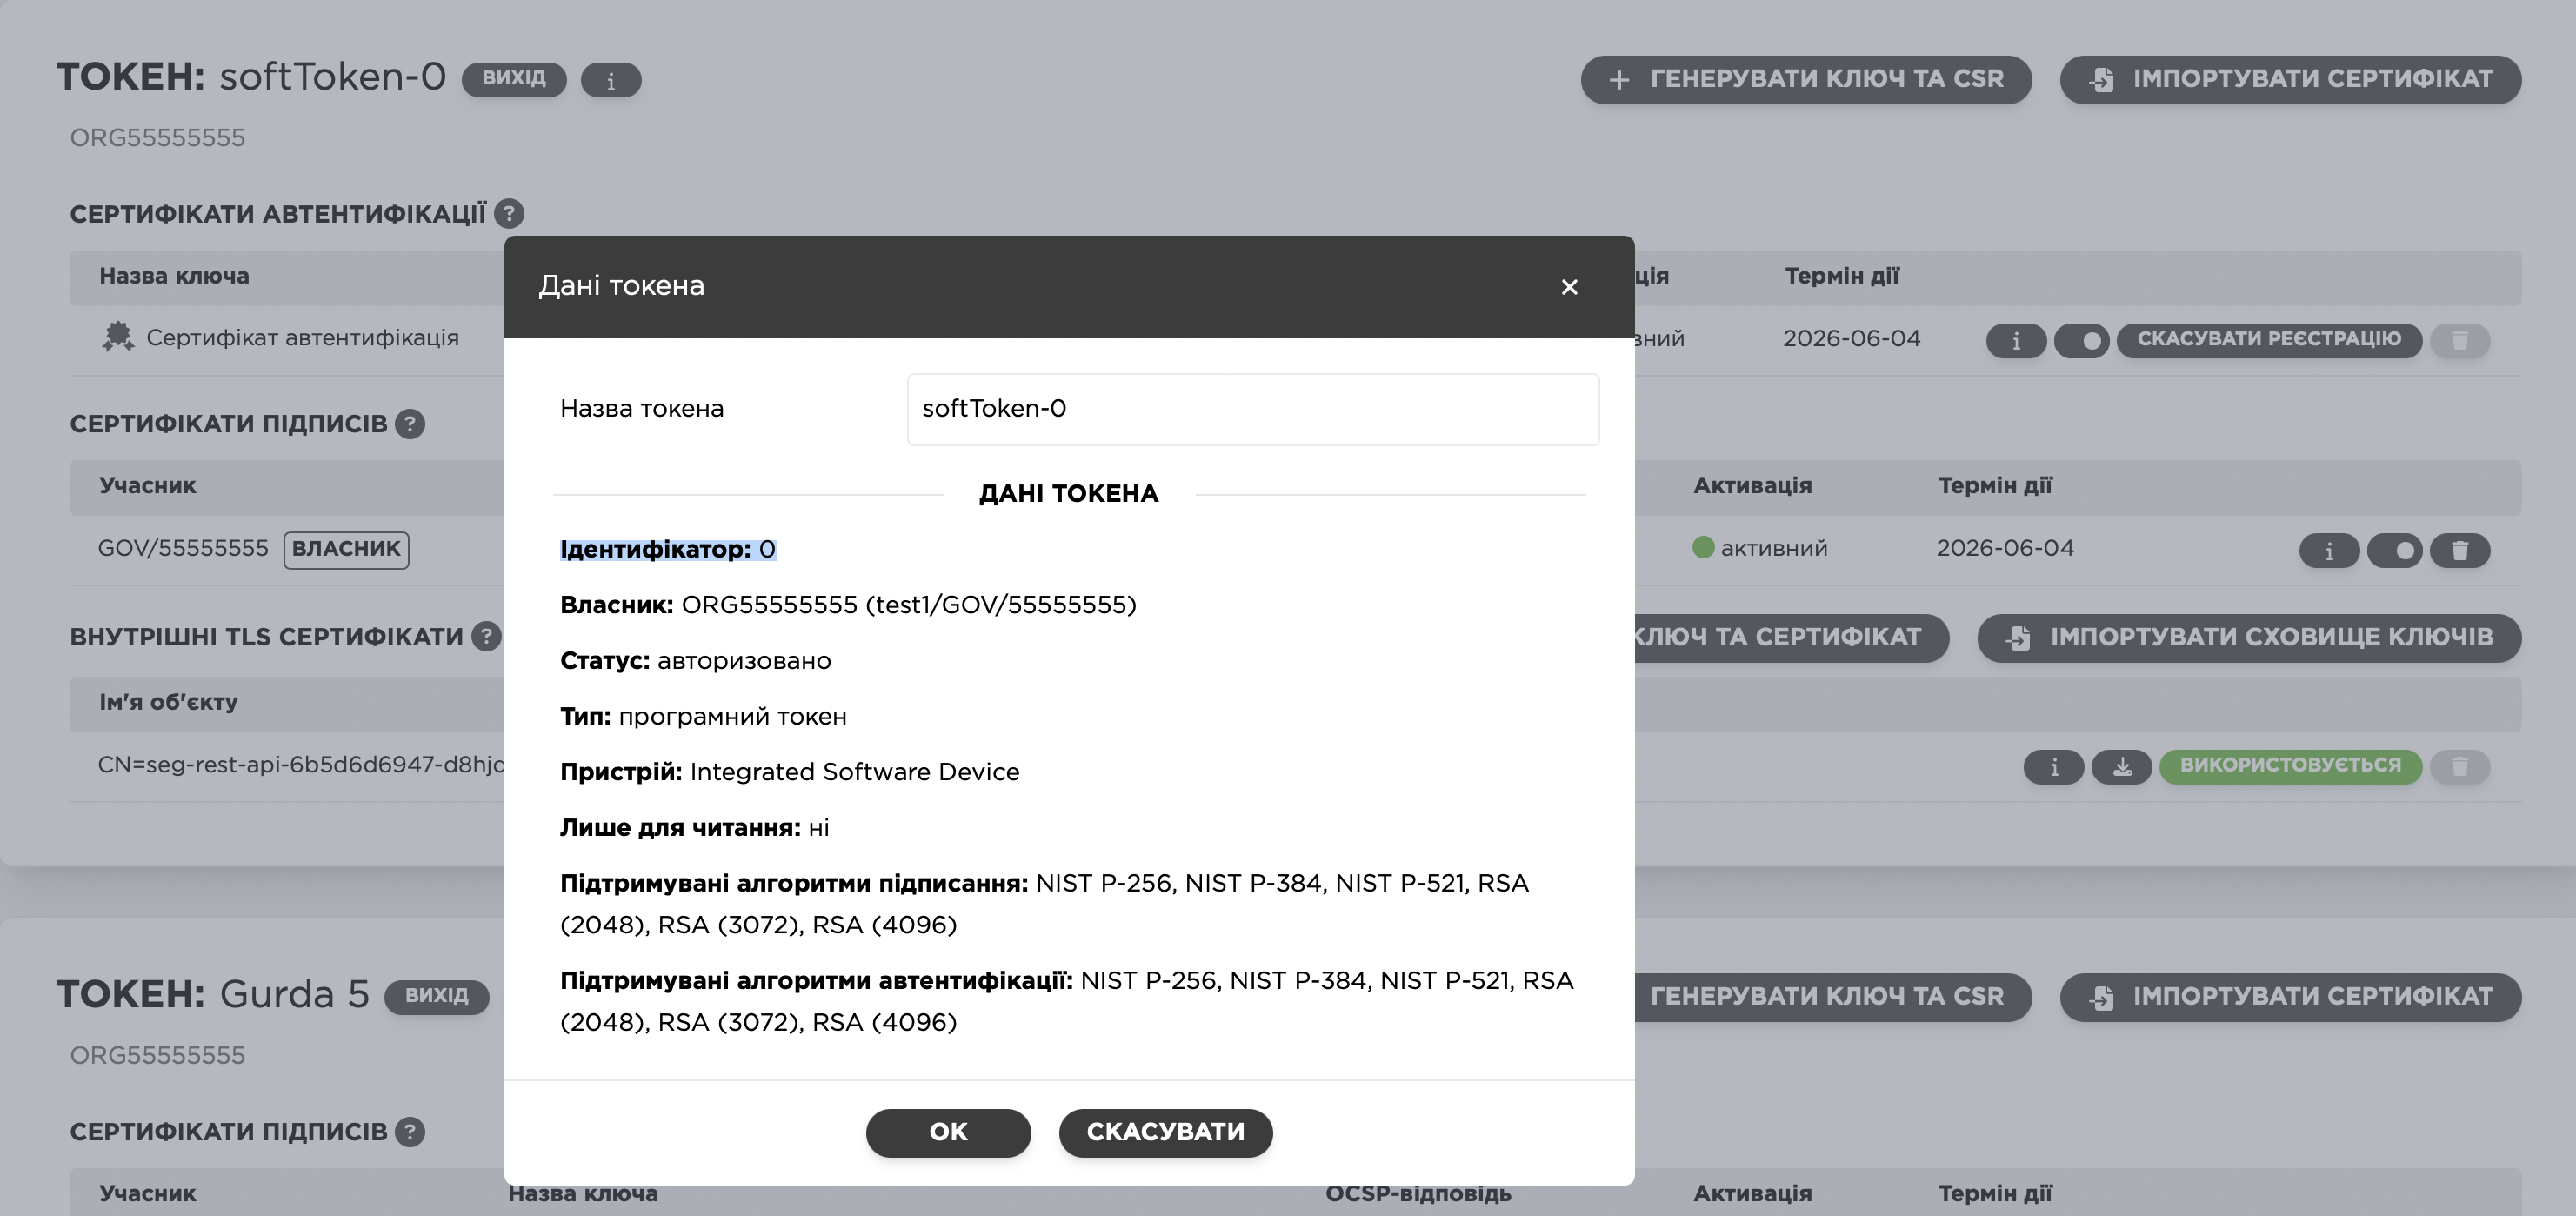 ТОКЕН: softToken-0 ВИХІД i + ГЕНЕРУВАТИ КЛЮЧ ТА CSR ІМПОРТУВАТИ СЕРТИФІКАТ
ORG55555555
СЕРТИФІКАТИ АВТЕНТИФІКАЦІЇ ?
Назва ключа ція Термін дії
Сертифікат автентифікація вний 2026-06-04 i СКАСУВАТИ РЕЄСТРАЦІЮ
СЕРТИФІКАТИ ПІДПИСІВ ?
Учасник Активація Термін дії
GOV/55555555 ВЛАСНИК активний 2026-06-04 i
ВНУТРІШНІ TLS СЕРТИФІКАТИ ? КЛЮЧ ТА СЕРТИФІКАТ ІМПОРТУВАТИ СХОВИЩЕ КЛЮЧІВ
Ім'я об'єкту
CN=seg-rest-api-6b5d6d6947-d8hjq i ВИКОРИСТОВУЄТЬСЯ
Дані токена ×
Назва токена softToken-0
ДАНІ ТОКЕНА
Ідентифікатор: 0
Власник: ORG55555555 (test1/GOV/55555555)
Статус: авторизовано
Тип: програмний токен
Пристрій: Integrated Software Device
Лише для читання: ні
Підтримувані алгоритми підписання: NIST P-256, NIST P-384, NIST P-521, RSA
(2048), RSA (3072), RSA (4096)
Підтримувані алгоритми автентифікації: NIST P-256, NIST P-384, NIST P-521, RSA
(2048), RSA (3072), RSA (4096)
ОК СКАСУВАТИ
ТОКЕН: Gurda 5 ВИХІД ГЕНЕРУВАТИ КЛЮЧ ТА CSR ІМПОРТУВАТИ СЕРТИФІКАТ
ORG55555555
СЕРТИФІКАТИ ПІДПИСІВ ?
Учасник Назва ключа OCSP-відповідь Активація Термін дії